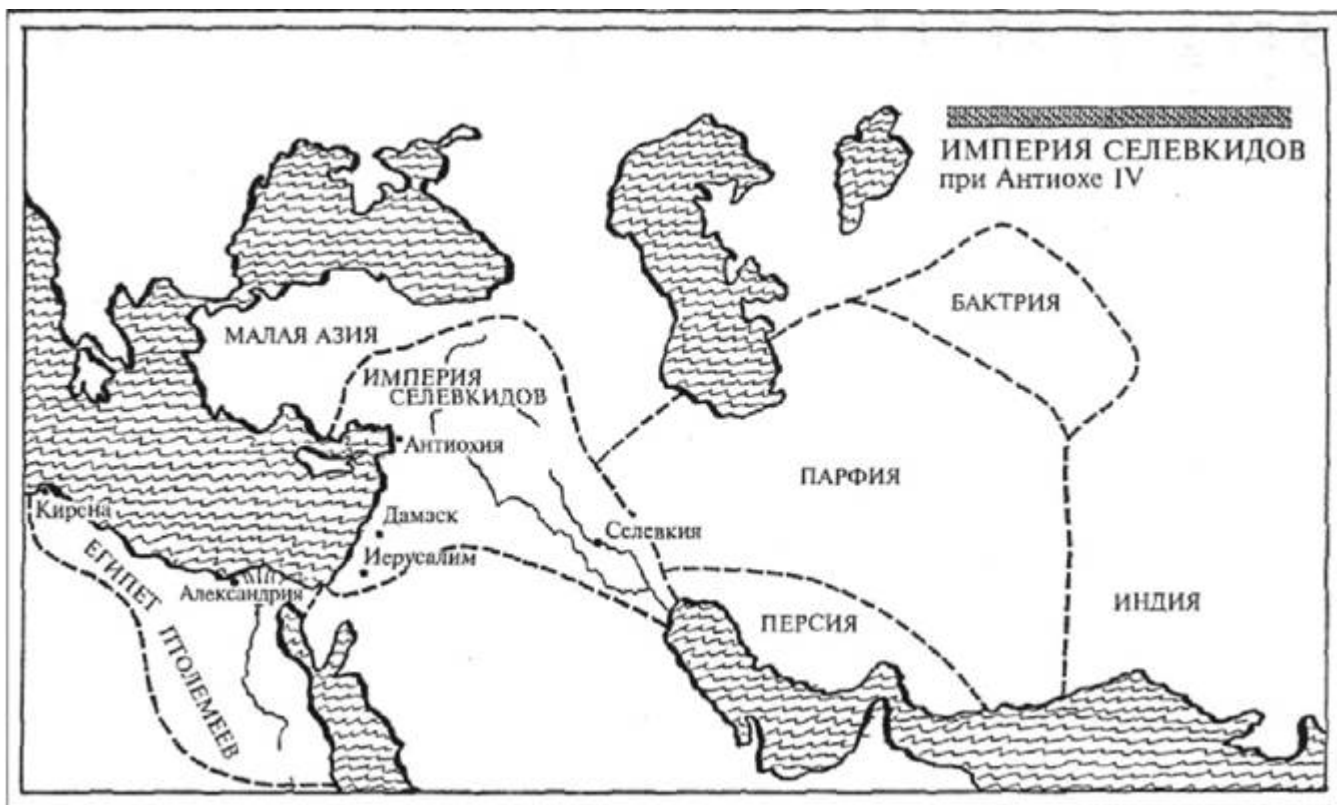 ИМПЕРИЯ СЕЛЕВКИДОВ
при Антиохе IV
БАКТРИЯ
МАЛАЯ АЗИЯ
ИМПЕРИЯ
СЕЛЕВКИДОВ
Антиохия
ПАРФИЯ
Кирена
Дамаск
Селевкия
Иерусалим
ЕГИПЕТ
Александрия
ИНДИЯ
ПЕРСИЯ
ПТОЛЕМЕЕВ